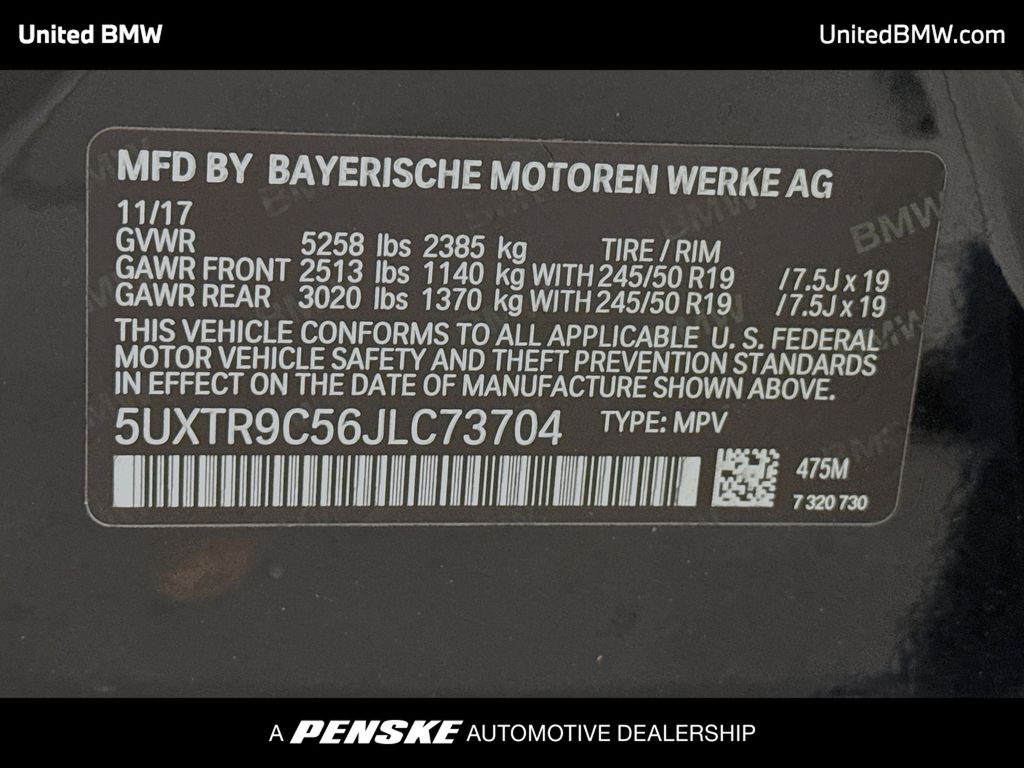 United BMW
UnitedBMW.com
MFD BY BAYERISCHE MOTOREN WERKE AG
11/17
GVWR 5258 lbs 2385 kg TIRE / RIM
GAWR FRONT 2513 lbs 1140 kg WITH 245/50 R19 /7.5J x 19
GAWR REAR 3020 lbs 1370 kg WITH 245/50 R19 /7.5J x 19
THIS VEHICLE CONFORMS TO ALL APPLICABLE U. S. FEDERAL
MOTOR VEHICLE SAFETY AND THEFT PREVENTION STANDARDS
IN EFFECT ON THE DATE OF MANUFACTURE SHOWN ABOVE.
5UXTR9C56JLC73704 TYPE: MPV
475M
7 320 730
BMW
BMW
BMW
BMW
A PENSKE AUTOMOTIVE DEALERSHIP